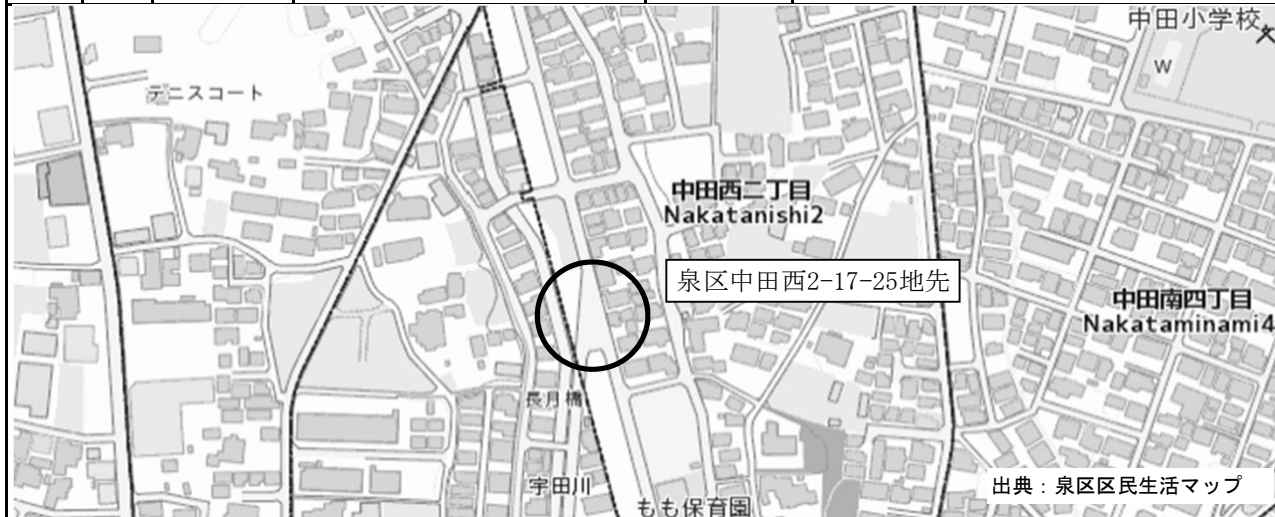 中田小学校
W
テニスコート
中田西二丁目
Nakatanishi2
泉区中田西2-17-25地先
中田南四丁目
Nakataminami4
長月橋
宇田川
もも保育園
出典：泉区区民生活マップ